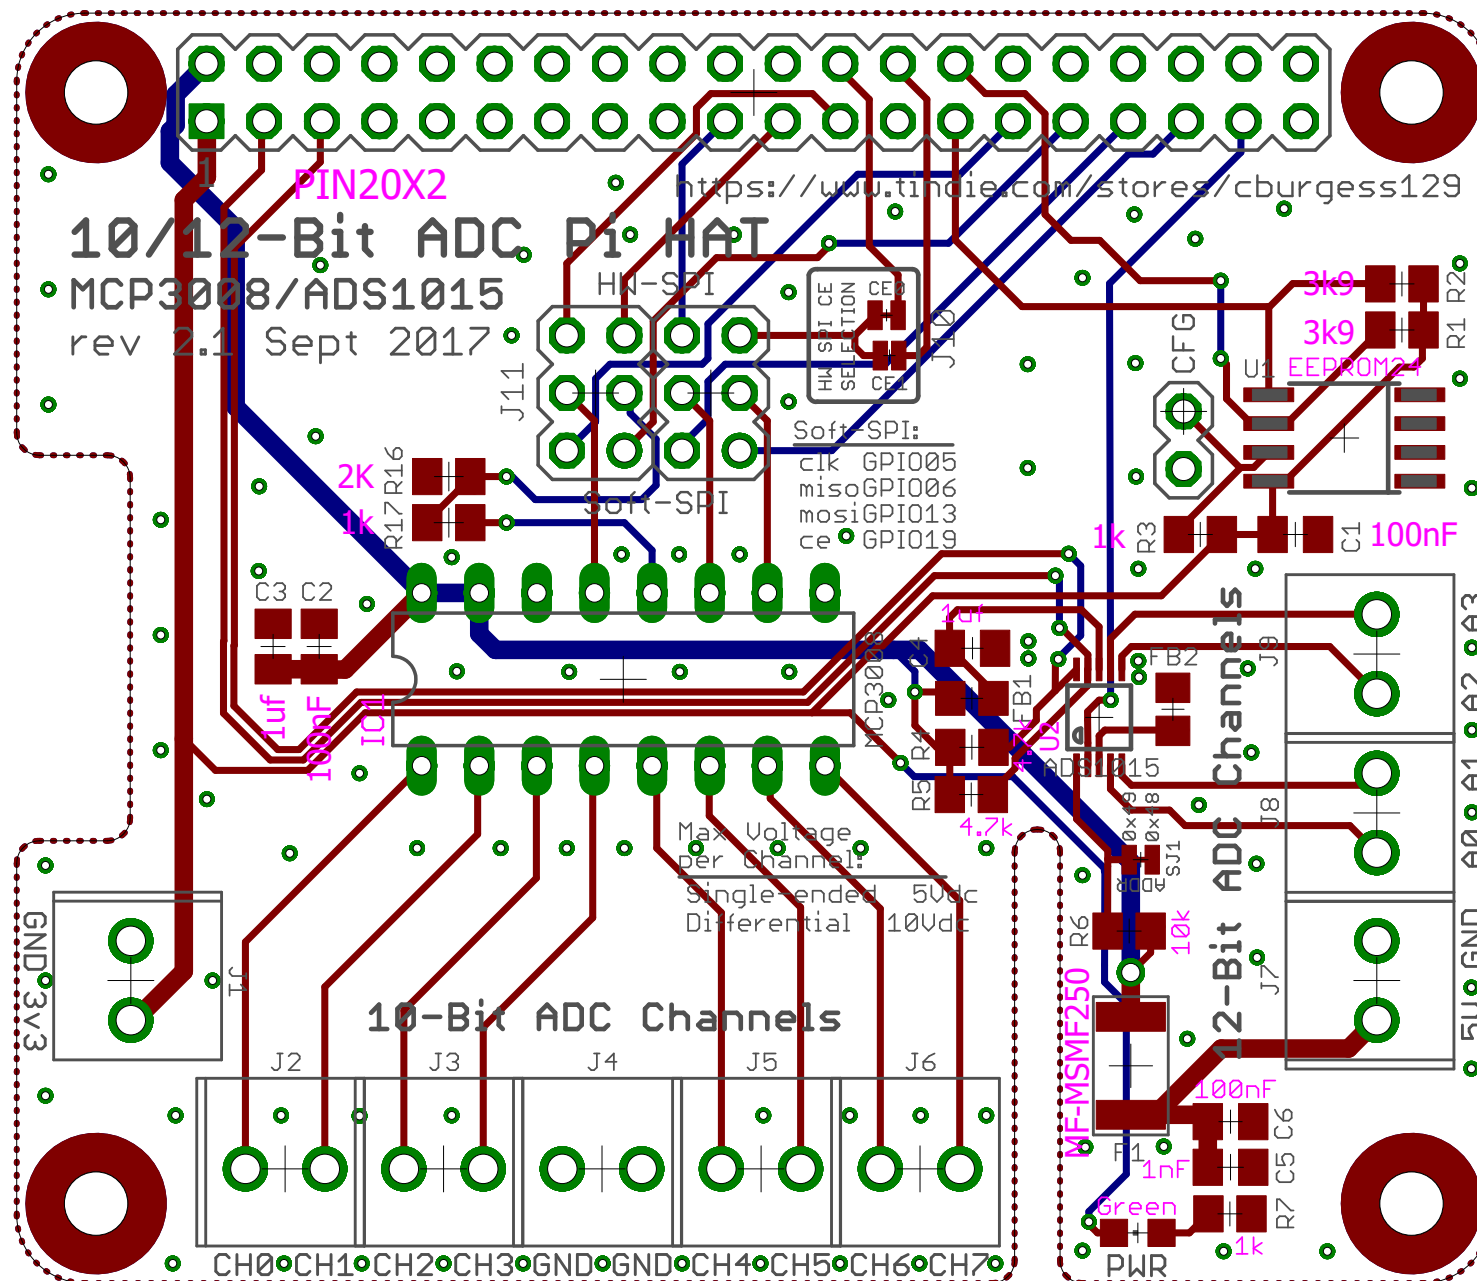 1
PIN20X2
https://www.tindie.com/stores/cburgess129
10/12-Bit ADC Pi HAT
MCP3008/ADS1015
rev 2.1 Sept 2017
HW-SPI
J11
Soft-SPI
HW SPI CE
SELECTION
CE0
CE1
J10
Soft-SPI:
clk GPIO05
miso GPIO06
mosi GPIO13
ce GPIO19
CFG
3k9
R2
3k9
R1
U1
EEPROM24
1k
R3
C1
100nF
2K
R16
1k
R17
C3
C2
1uf
100nF
IC1
MCP3008
1uf
C4
FB1
R4
4.7k
U2
R5
4.7k
FB2
ADS1015
0x49
0x48
SJ1
ADDR
R6
10k
12-Bit ADC Channels
J9
A3
A2
J8
A1
A0
J7
GND
5V
Max Voltage
per Channel:
Single-ended 5Vdc
Differential 10Vdc
GND 3v3
J1
10-Bit ADC Channels
J2
J3
J4
J5
J6
CH0
CH1
CH2
CH3
GND
GND
CH4
CH5
CH6
CH7
MF-MSMF250
F1
100nF
C6
1nF
C5
Green
R7
1k
PWR